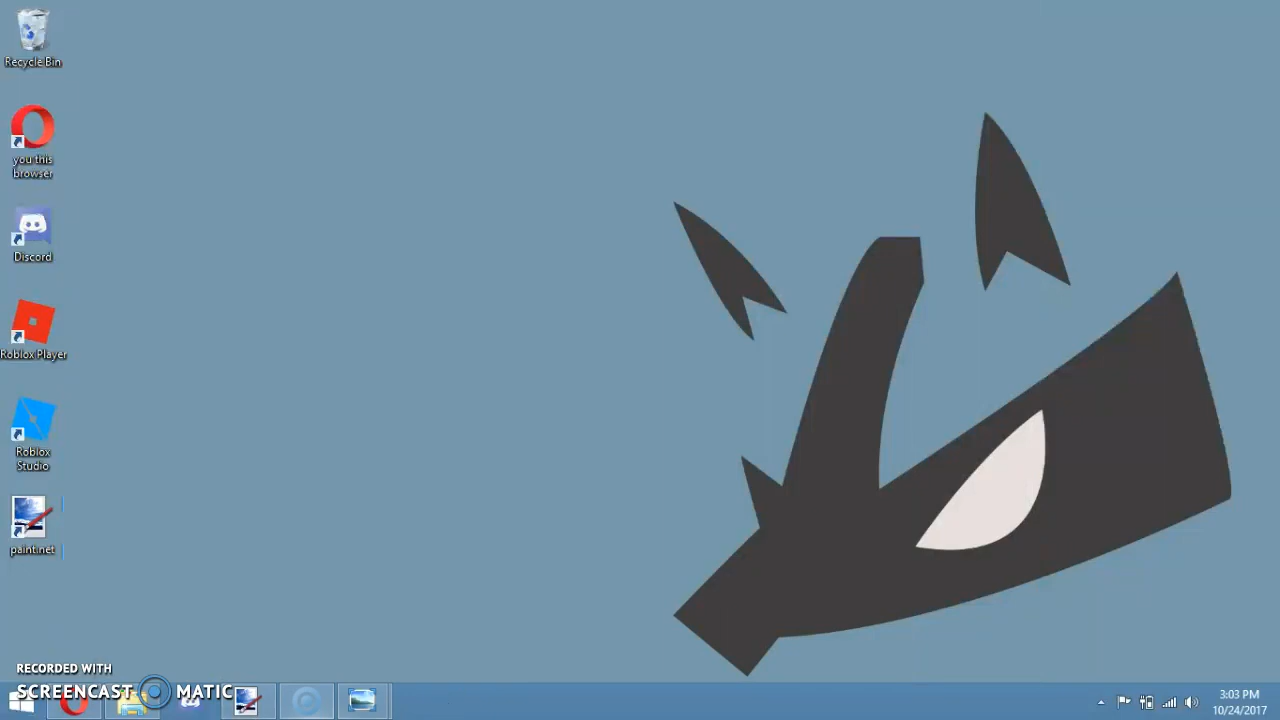 Recycle Bin
you this
browser
Discord
Roblox Player
Roblox
Studio
paint.net
RECORDED WITH
SCREENCAST MATIC
3:03 PM
10/24/2017